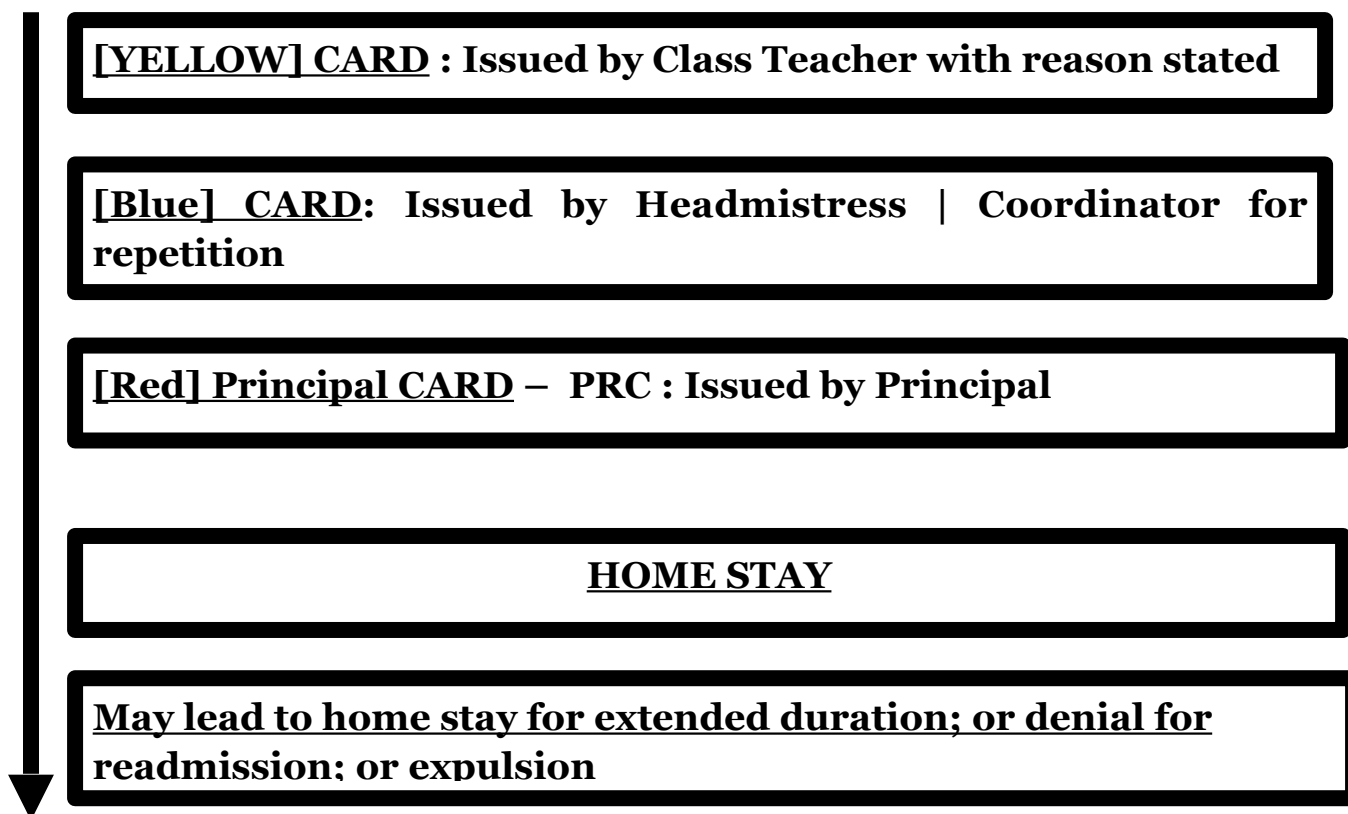 [YELLOW] CARD : Issued by Class Teacher with reason stated
[Blue] CARD: Issued by Headmistress | Coordinator for
repetition
[Red] Principal CARD – PRC : Issued by Principal
HOME STAY
May lead to home stay for extended duration; or denial for
readmission; or expulsion